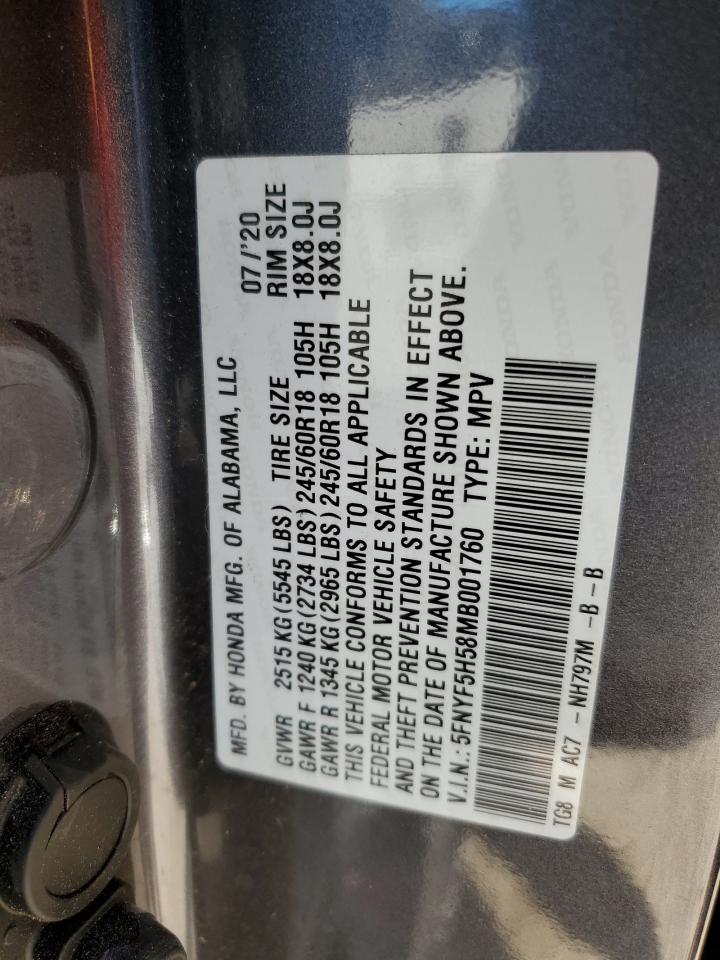 MFD. BY HONDA MFG. OF ALABAMA, LLC 07/'20
GVWR 2515 KG (5545 LBS) TIRE SIZE RIM SIZE
GAWR F 1240 KG (2734 LBS) 245/60R18 105H 18X8.0J
GAWR R 1345 KG (2965 LBS) 245/60R18 105H 18X8.0J
THIS VEHICLE CONFORMS TO ALL APPLICABLE
FEDERAL MOTOR VEHICLE SAFETY
AND THEFT PREVENTION STANDARDS IN EFFECT
ON THE DATE OF MANUFACTURE SHOWN ABOVE.
V.I.N.: 5FNYF5H58MB001760 TYPE: MPV
TG8 M AC7 - NH797M -B-B
HONDA